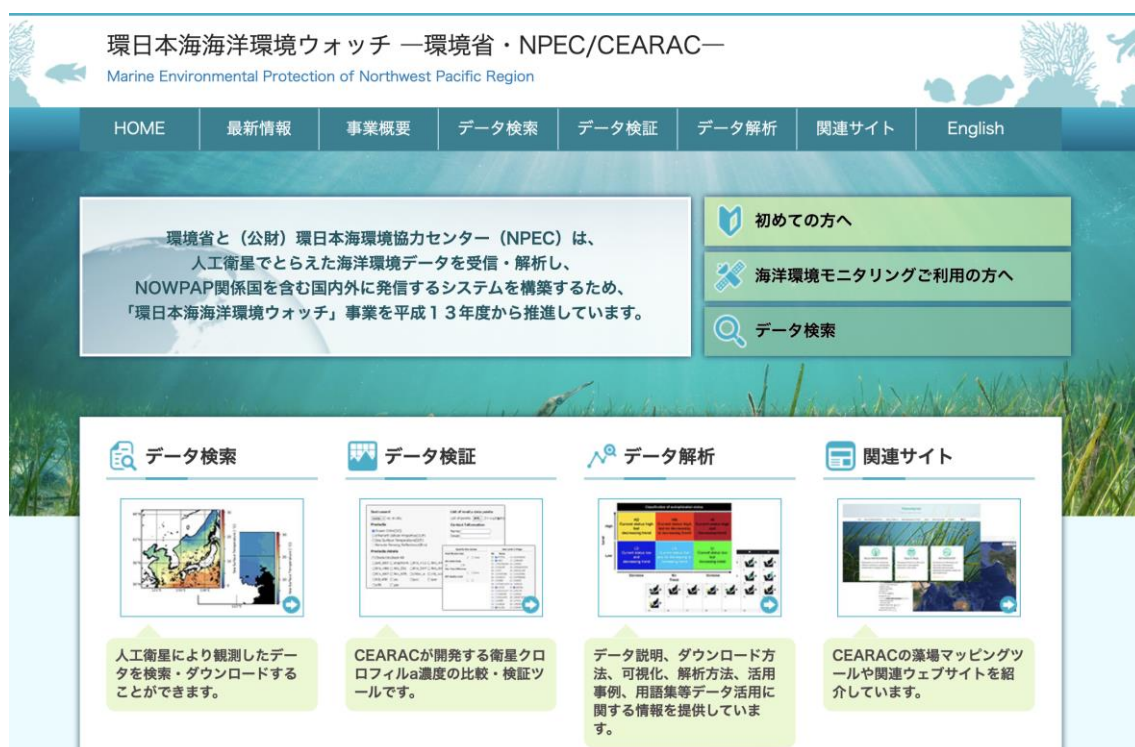 環日本海海洋環境ウォッチ ―環境省・NPEC/CEARAC―
Marine Environmental Protection of Northwest Pacific Region
HOME
最新情報
事業概要
データ検索
データ検証
データ解析
関連サイト
English
環境省と（公財）環日本海環境協力センター（NPEC）は、
人工衛星でとらえた海洋環境データを受信・解析し、
NOWPAP関係国を含む国内外に発信するシステムを構築するため、
「環日本海海洋環境ウォッチ」事業を平成１３年度から推進しています。
初めての方へ
海洋環境モニタリングご利用の方へ
データ検索
データ検索
人工衛星により観測したデー
タを検索・ダウンロードする
ことができます。
データ検証
CEARACが開発する衛星クロ
ロフィルa濃度の比較・検証ツ
ールです。
データ解析
データ説明、ダウンロード方
法、可視化、解析方法、活用
事例、用語集等データ活用に
関する情報を提供していま
す。
関連サイト
CEARACの藻場マッピングツ
ールや関連ウェブサイトを紹
介しています。